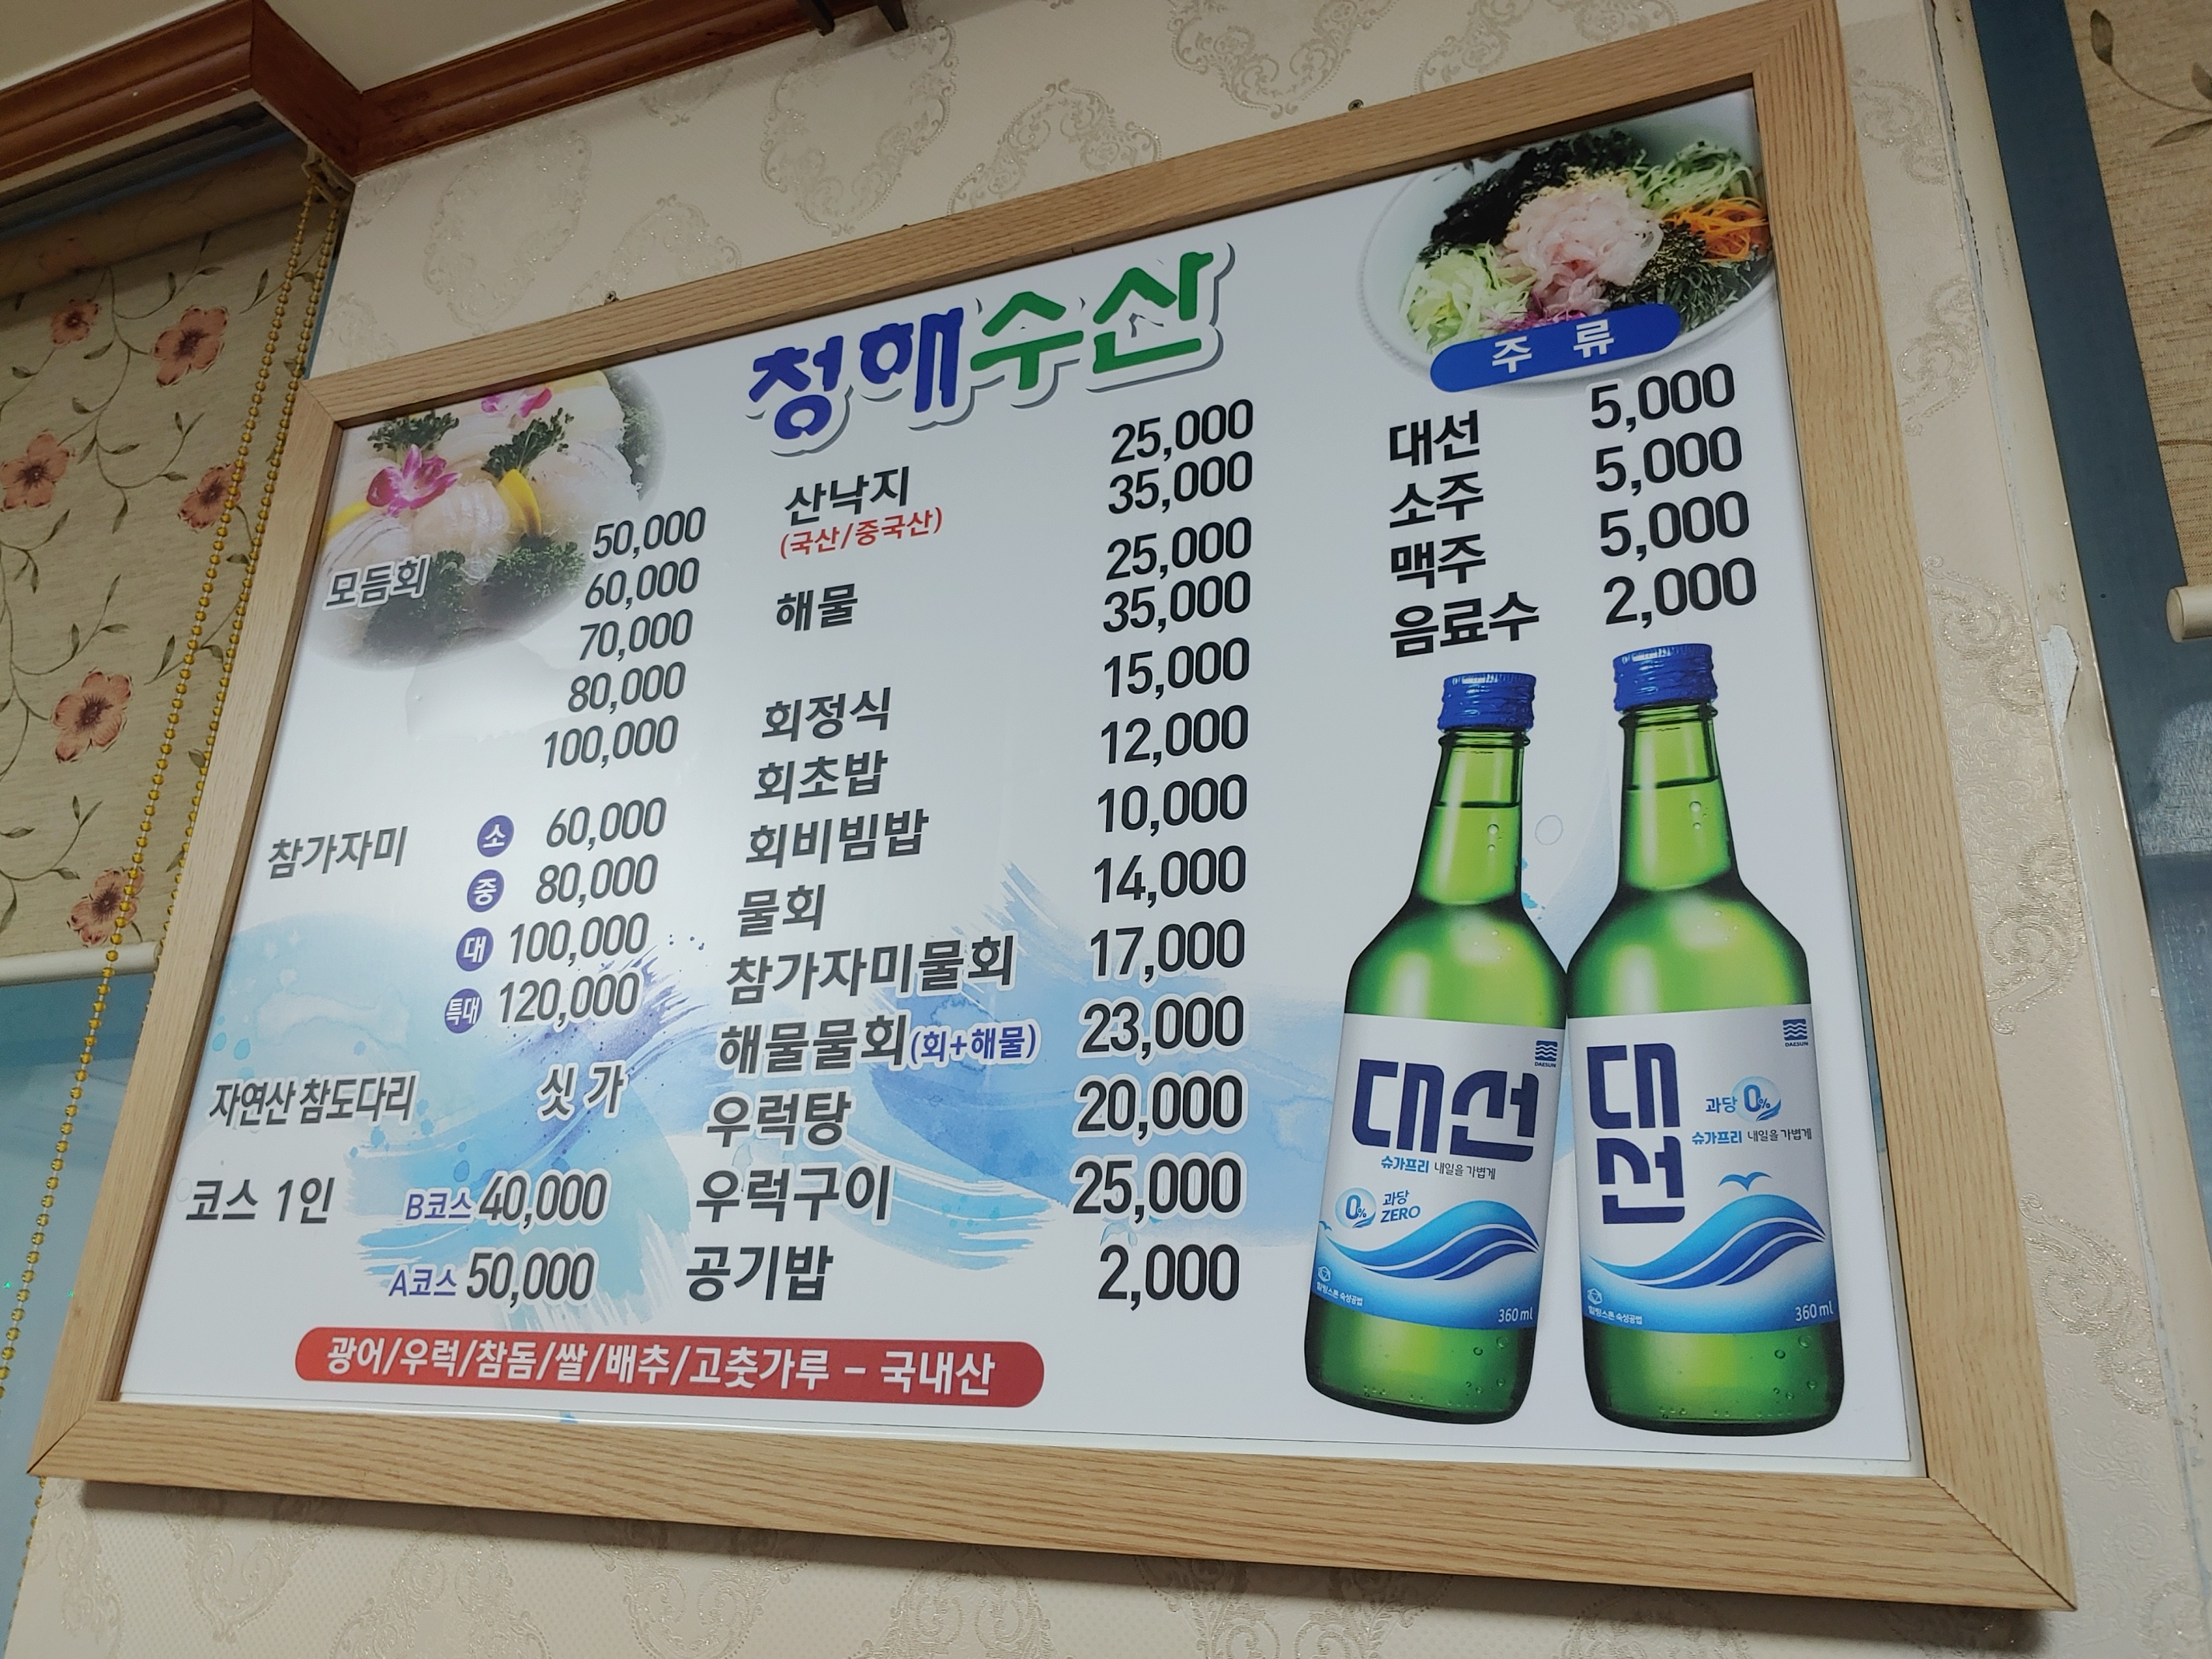 청해수산
모듬회 50,000
60,000
70,000
80,000
100,000
참가자미 소 60,000
중 80,000
대 100,000
특대 120,000
자연산 참도다리 싯가
코스 1인 B코스 40,000
A코스 50,000
산낙지 25,000
(국산/중국산) 35,000
해물 25,000
35,000
회정식 15,000
회초밥 12,000
회비빔밥 10,000
물회 14,000
참가자미물회 17,000
해물물회(회+해물) 23,000
우럭탕 20,000
우럭구이 25,000
공기밥 2,000
광어/우럭/참돔/쌀/배추/고춧가루 - 국내산
주 류
대선 5,000
소주 5,000
맥주 5,000
음료수 2,000
DAESUN
대선
슈가프리 내일을 가볍게
0% 과당
ZERO
360 ml
DAESUN
대선
과당 0%
슈가프리 내일을 가볍게
360 ml